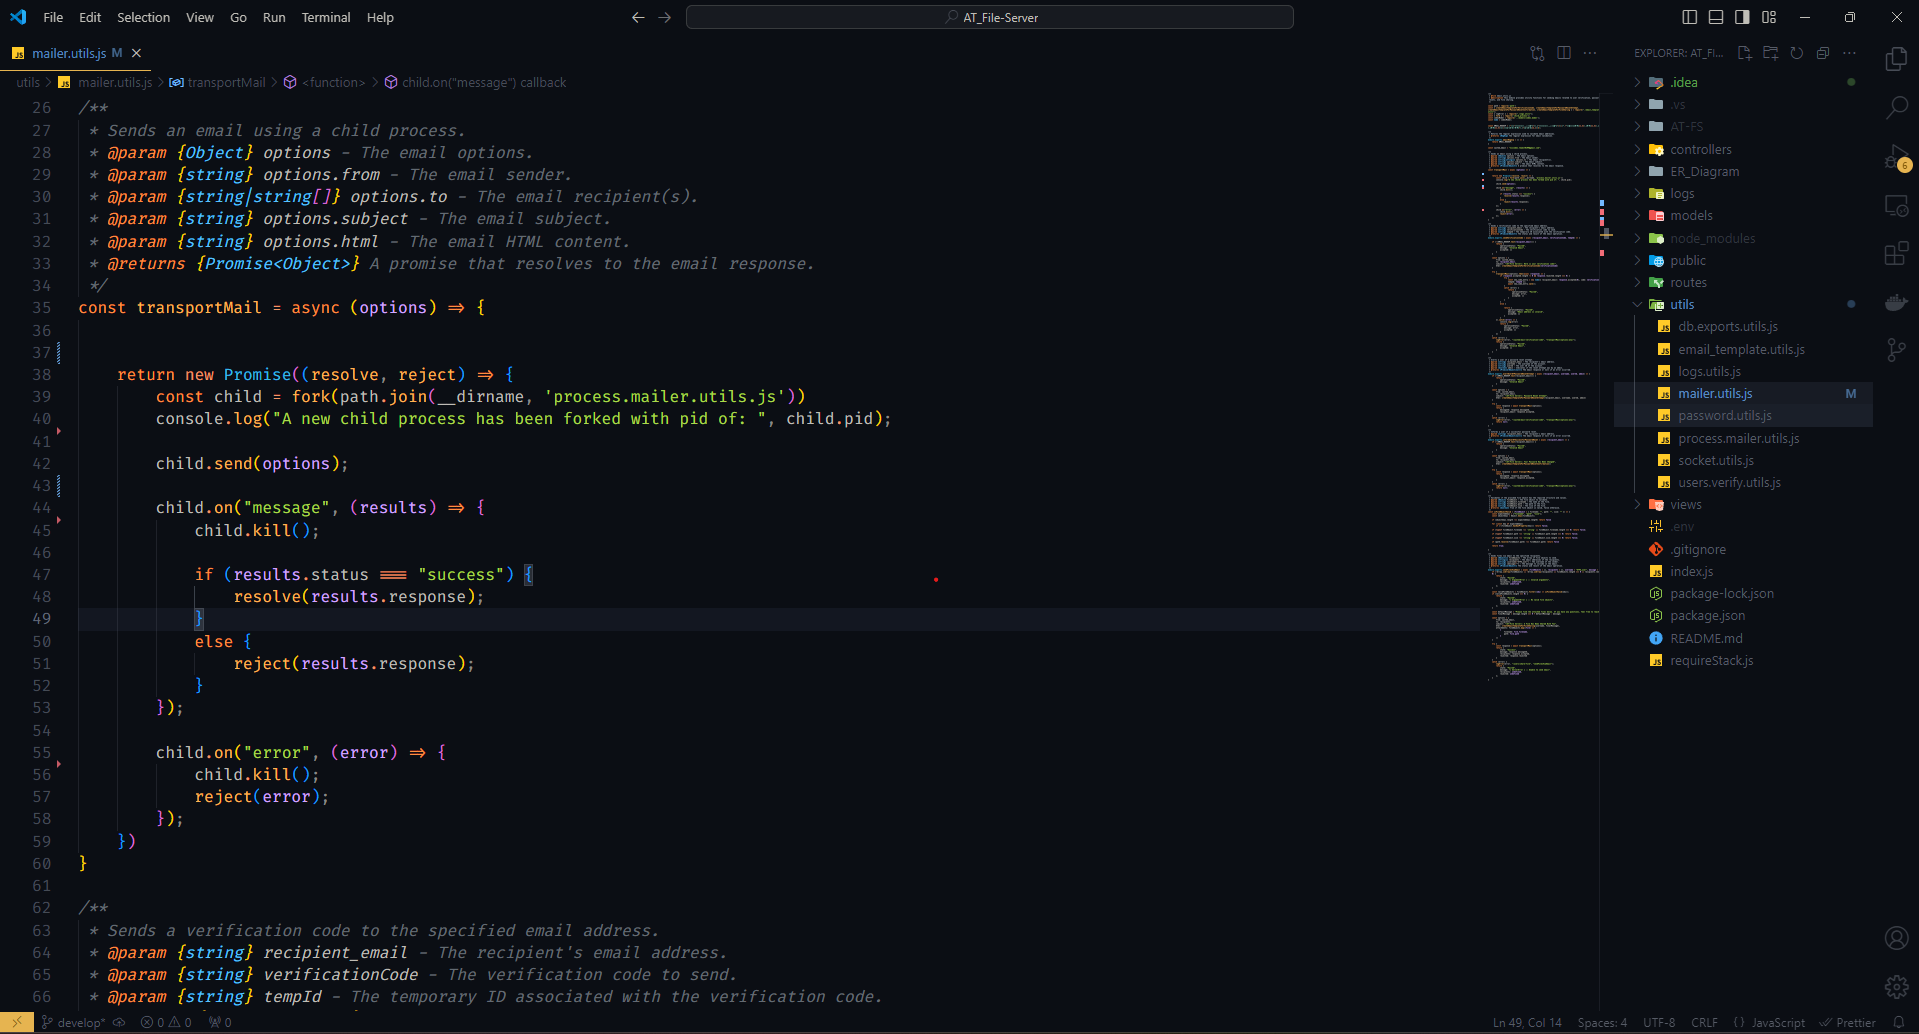 File Edit Selection View Go Run Terminal Help
AT_File-Server
mailer.utils.js M
EXPLORER: AT_FI...
utils > mailer.utils.js > transportMail > <function> > child.on("message") callback
26 /**
27 * Sends an email using a child process.
28 * @param {Object} options - The email options.
29 * @param {string} options.from - The email sender.
30 * @param {string|string[]} options.to - The email recipient(s).
31 * @param {string} options.subject - The email subject.
32 * @param {string} options.html - The email HTML content.
33 * @returns {Promise<Object>} A promise that resolves to the email response.
34 */
35 const transportMail = async (options) => {
36
37
38 return new Promise((resolve, reject) => {
39 const child = fork(path.join(__dirname, 'process.mailer.utils.js'))
40 console.log("A new child process has been forked with pid of: ", child.pid);
41
42 child.send(options);
43
44 child.on("message", (results) => {
45 child.kill();
46
47 if (results.status === "success") {
48 resolve(results.response);
49 }
50 else {
51 reject(results.response);
52 }
53 });
54
55 child.on("error", (error) => {
56 child.kill();
57 reject(error);
58 });
59 })
60 }
61
62 /**
63 * Sends a verification code to the specified email address.
64 * @param {string} recipient_email - The recipient's email address.
65 * @param {string} verificationCode - The verification code to send.
66 * @param {string} tempId - The temporary ID associated with the verification code.
.idea
.vs
AT-FS
controllers
ER_Diagram
logs
models
node_modules
public
routes
utils
db.exports.utils.js
email_template.utils.js
logs.utils.js
mailer.utils.js M
password.utils.js
process.mailer.utils.js
socket.utils.js
users.verify.utils.js
views
.env
.gitignore
index.js
package-lock.json
package.json
README.md
requireStack.js
6
develop* 0 0 0
Ln 49, Col 14 Spaces: 4 UTF-8 CRLF { } JavaScript Prettier